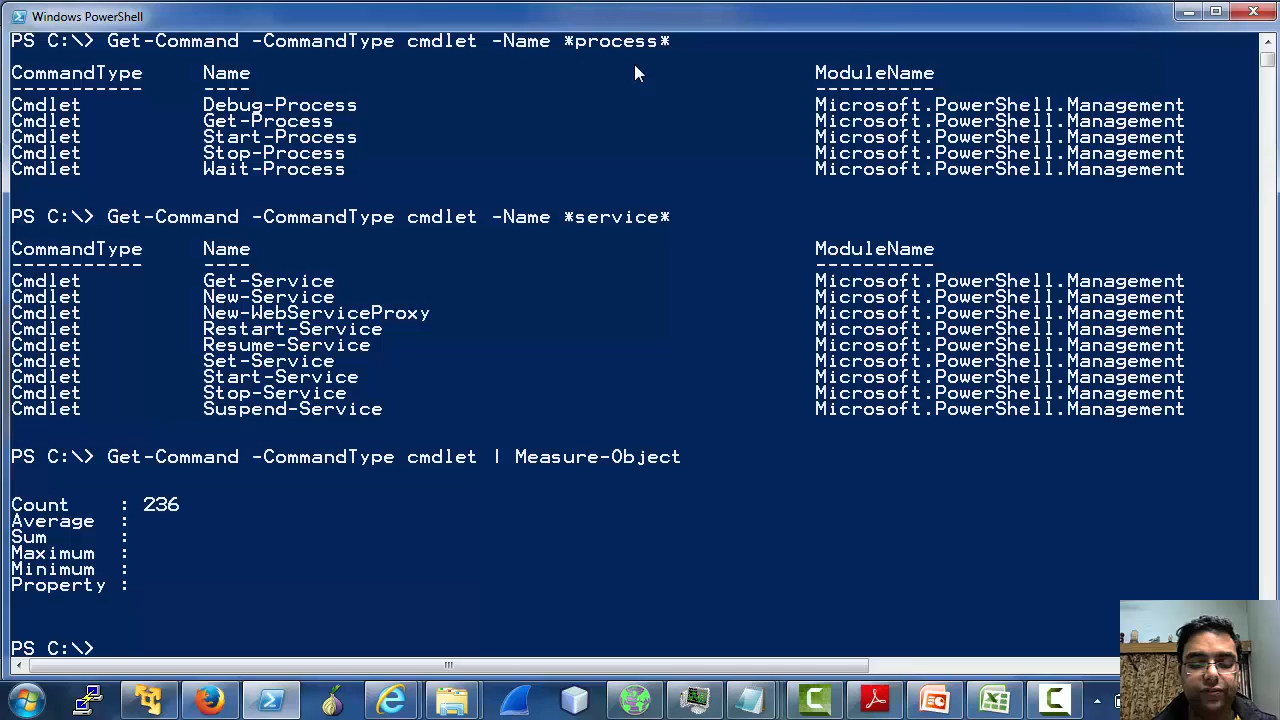 Windows PowerShell
PS C:\> Get-Command -CommandType cmdlet -Name *process*
CommandType Name ModuleName
----------- ---- ----------
Cmdlet Debug-Process Microsoft.PowerShell.Management
Cmdlet Get-Process Microsoft.PowerShell.Management
Cmdlet Start-Process Microsoft.PowerShell.Management
Cmdlet Stop-Process Microsoft.PowerShell.Management
Cmdlet Wait-Process Microsoft.PowerShell.Management
PS C:\> Get-Command -CommandType cmdlet -Name *service*
CommandType Name ModuleName
----------- ---- ----------
Cmdlet Get-Service Microsoft.PowerShell.Management
Cmdlet New-Service Microsoft.PowerShell.Management
Cmdlet New-WebServiceProxy Microsoft.PowerShell.Management
Cmdlet Restart-Service Microsoft.PowerShell.Management
Cmdlet Resume-Service Microsoft.PowerShell.Management
Cmdlet Set-Service Microsoft.PowerShell.Management
Cmdlet Start-Service Microsoft.PowerShell.Management
Cmdlet Stop-Service Microsoft.PowerShell.Management
Cmdlet Suspend-Service Microsoft.PowerShell.Management
PS C:\> Get-Command -CommandType cmdlet | Measure-Object
Count : 236
Average :
Sum :
Maximum :
Minimum :
Property :
PS C:\>